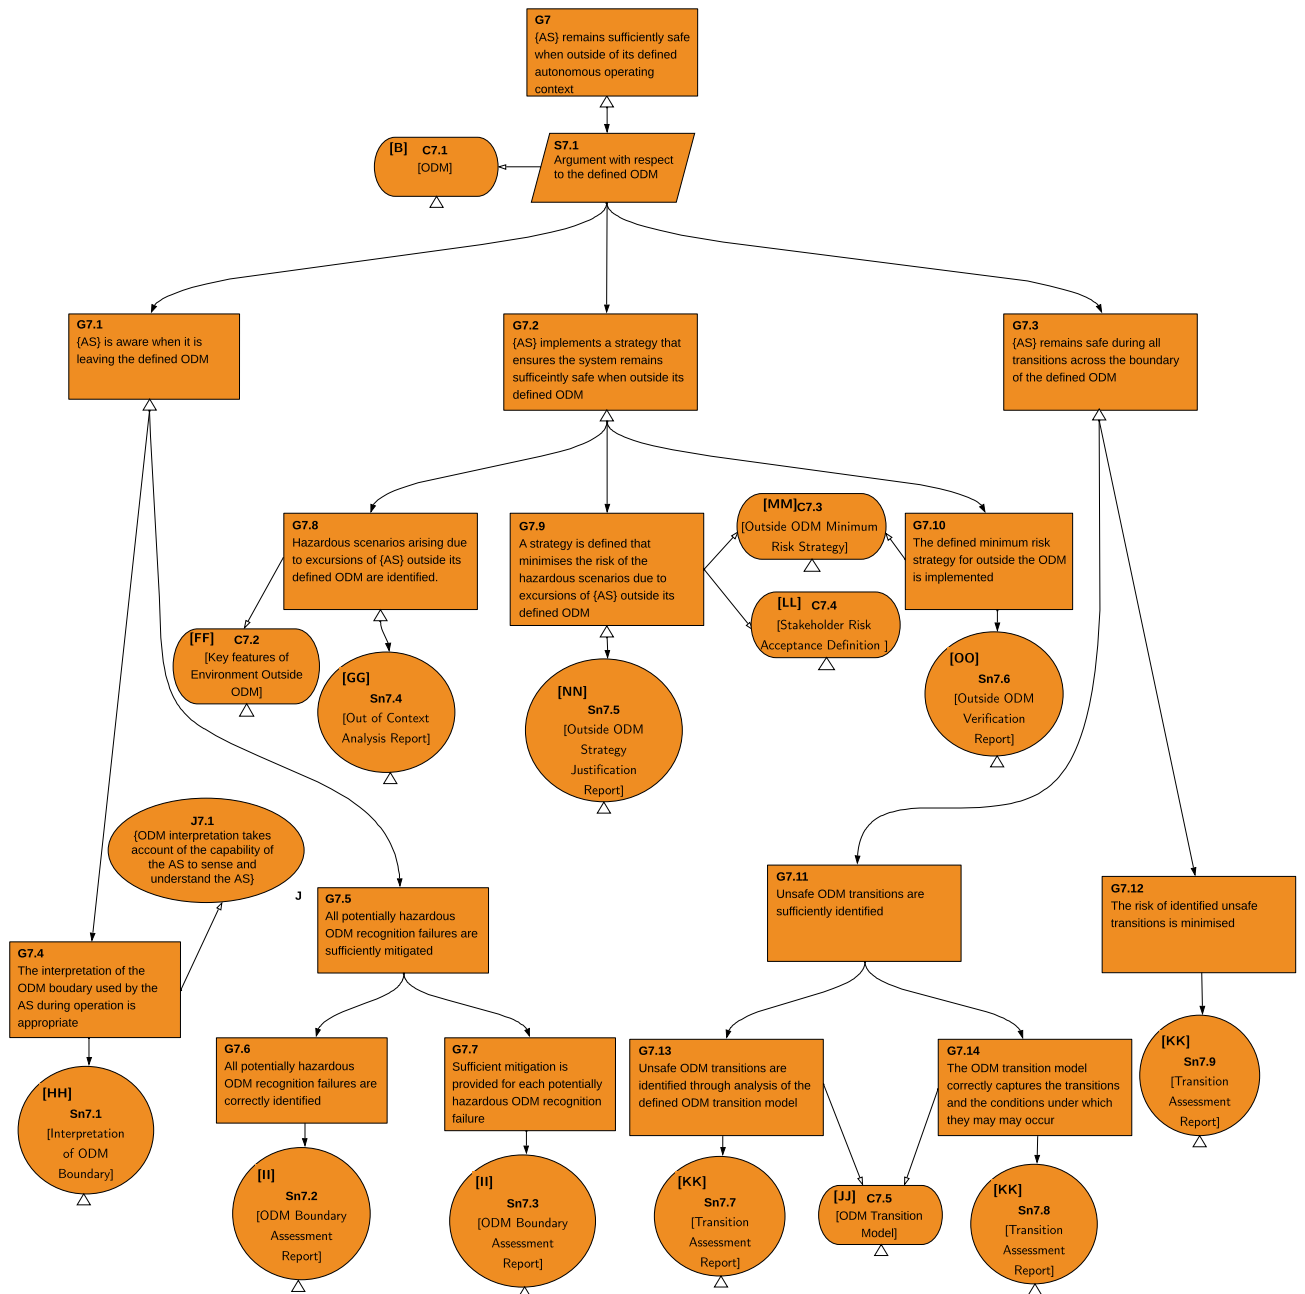 G7
{AS} remains sufficiently safe
when outside of its defined
autonomous operating
context
[B]
C7.1
[ODM]
S7.1
Argument with respect
to the defined ODM
G7.1
{AS} is aware when it is
leaving the defined ODM
G7.2
{AS} implements a strategy that
ensures the system remains
sufficeintly safe when outside its
defined ODM
G7.3
{AS} remains safe during all
transitions across the boundary
of the defined ODM
G7.8
Hazardous scenarios arising due
to excursions of {AS} outside its
defined ODM are identified.
G7.9
A strategy is defined that
minimises the risk of the
hazardous scenarios due to
excursions of {AS} outside its
defined ODM
[MM]C7.3
[Outside ODM Minimum
Risk Strategy]
G7.10
The defined minimum risk
strategy for outside the ODM
is implemented
[LL] C7.4
[Stakeholder Risk
Acceptance Definition ]
[FF] C7.2
[Key features of
Environment Outside
ODM]
[GG]
Sn7.4
[Out of Context
Analysis Report]
[NN]
Sn7.5
[Outside ODM
Strategy
Justification
Report]
[OO]
Sn7.6
[Outside ODM
Verification
Report]
J7.1
{ODM interpretation takes
account of the capability of
the AS to sense and
understand the AS}
J
G7.5
All potentially hazardous
ODM recognition failures are
sufficiently mitigated
G7.11
Unsafe ODM transitions are
sufficiently identified
G7.12
The risk of identified unsafe
transitions is minimised
G7.4
The interpretation of the
ODM boudary used by the
AS during operation is
appropriate
G7.6
All potentially hazardous
ODM recognition failures are
correctly identified
G7.7
Sufficient mitigation is
provided for each potentially
hazardous ODM recognition
failure
G7.13
Unsafe ODM transitions are
identified through analysis of the
defined ODM transition model
G7.14
The ODM transition model
correctly captures the transitions
and the conditions under which
they may may occur
[KK]
Sn7.9
[Transition
Assessment
Report]
[HH]
Sn7.1
[Interpretation
of ODM
Boundary]
[II]
Sn7.2
[ODM Boundary
Assessment
Report]
[II]
Sn7.3
[ODM Boundary
Assessment
Report]
[KK]
Sn7.7
[Transition
Assessment
Report]
[JJ] C7.5
[ODM Transition
Model]
[KK]
Sn7.8
[Transition
Assessment
Report]